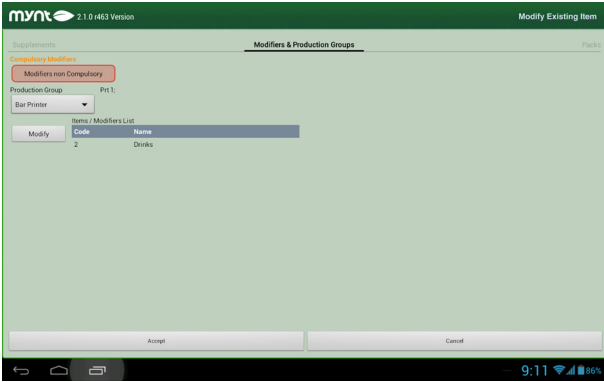 mynt 2.1.0 r463 Version Modify Existing Item
Supplements Modifiers & Production Groups Packs
Compulsory Modifiers
Modifiers non Compulsory
Production Group Prt 1;
Bar Printer
Items / Modifiers List
Modify Code Name
2 Drinks
Accept Cancel
9:11 86%